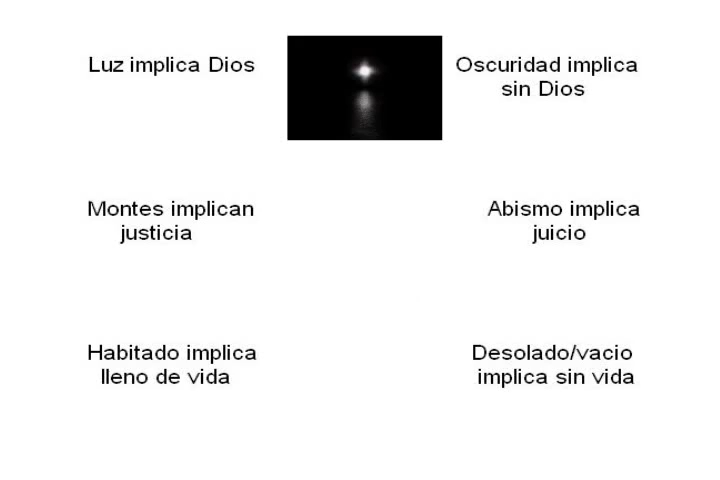 Luz implica Dios
Oscuridad implica
sin Dios
Montes implican
justicia
Abismo implica
juicio
Habitado implica
lleno de vida
Desolado/vacio
implica sin vida